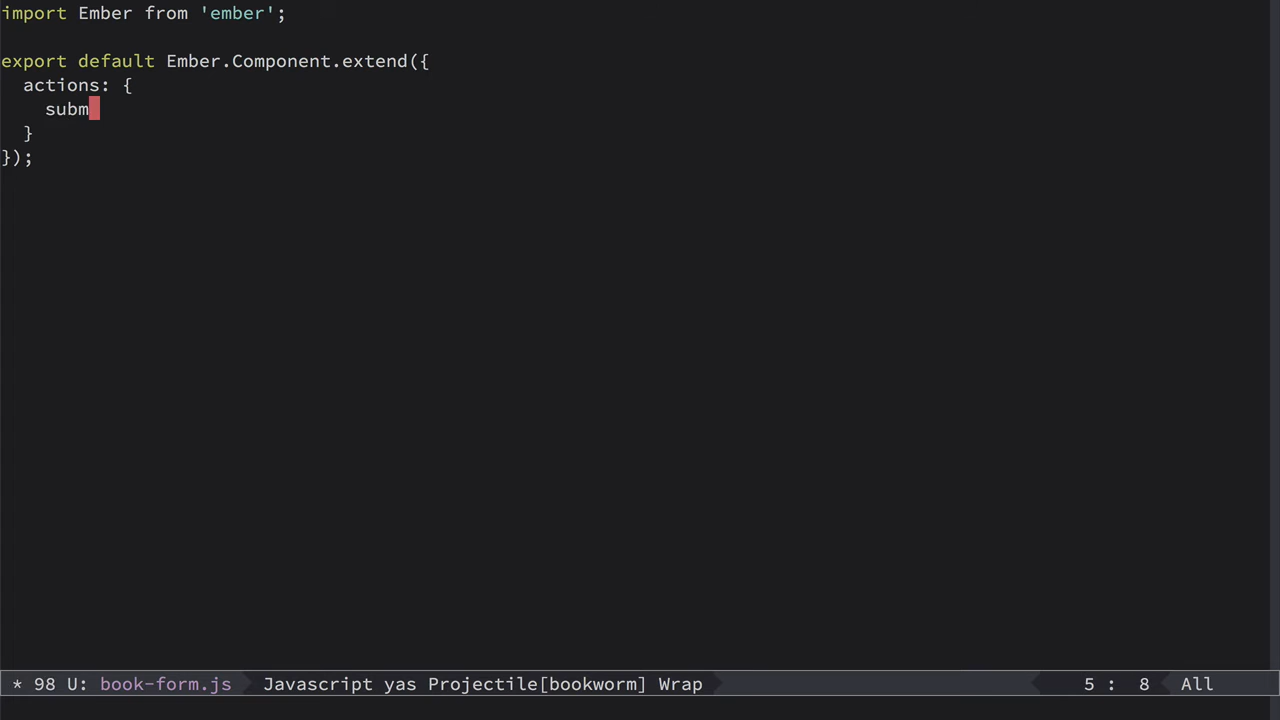 import Ember from 'ember';
export default Ember.Component.extend({
  actions: {
    subm
  }
});
* 98 U: book-form.js Javascript yas Projectile[bookworm] Wrap 5 : 8 All